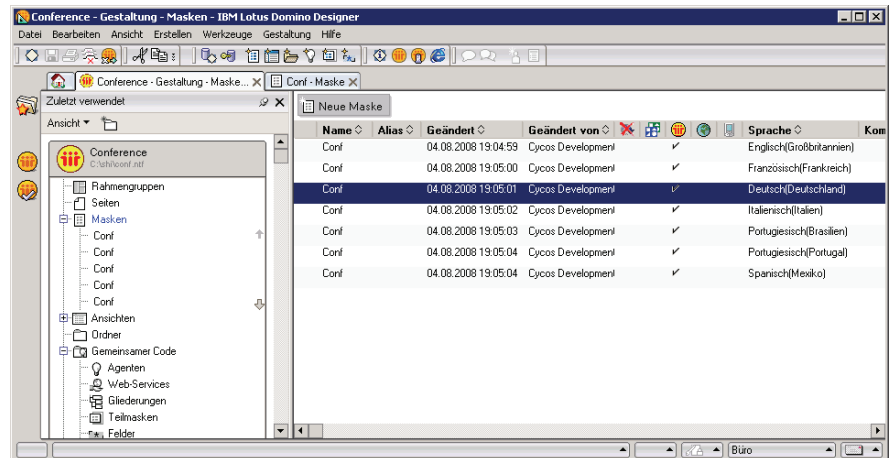 Conference - Gestaltung - Masken - IBM Lotus Domino Designer
Datei Bearbeiten Ansicht Erstellen Werkzeuge Gestaltung Hilfe
Conference - Gestaltung - Maske... Conf - Maske
Zuletzt verwendet
Neue Maske
Ansicht
Name Alias Geändert Geändert von Sprache Kom
Conference
C:\shi\conf.ntf
Rahmengruppen
Seiten
Masken
Conf
Conf
Conf
Conf
Conf
Ansichten
Ordner
Gemeinsamer Code
Agenten
Web-Services
Gliederungen
Teilmasken
Felder
Conf 04.08.2008 19:04:59 Cycos Development Englisch(Großbritannien)
Conf 04.08.2008 19:05:00 Cycos Development Französisch(Frankreich)
Conf 04.08.2008 19:05:01 Cycos Development Deutsch(Deutschland)
Conf 04.08.2008 19:05:02 Cycos Development Italienisch(Italien)
Conf 04.08.2008 19:05:03 Cycos Development Portugiesisch(Brasilien)
Conf 04.08.2008 19:05:04 Cycos Development Portugiesisch(Portugal)
Conf 04.08.2008 19:05:04 Cycos Development Spanisch(Mexiko)
Büro